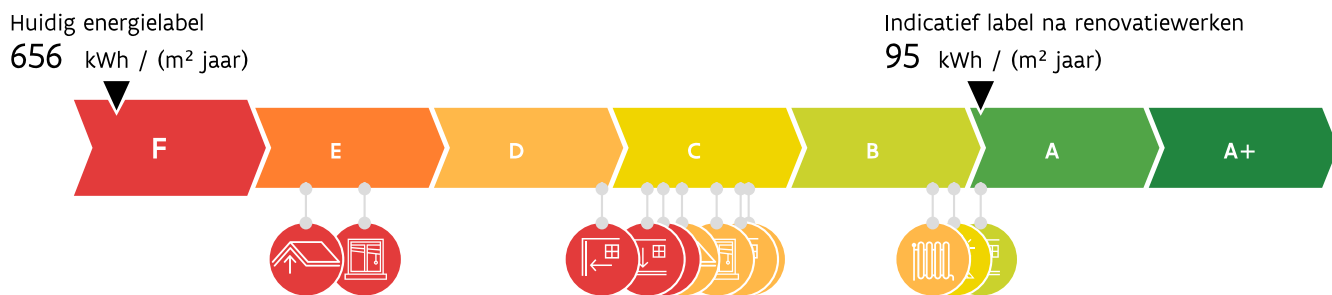 Huidig energielabel
656 kWh / (m² jaar)
Indicatief label na renovatiewerken
95 kWh / (m² jaar)
F E D C B A A+